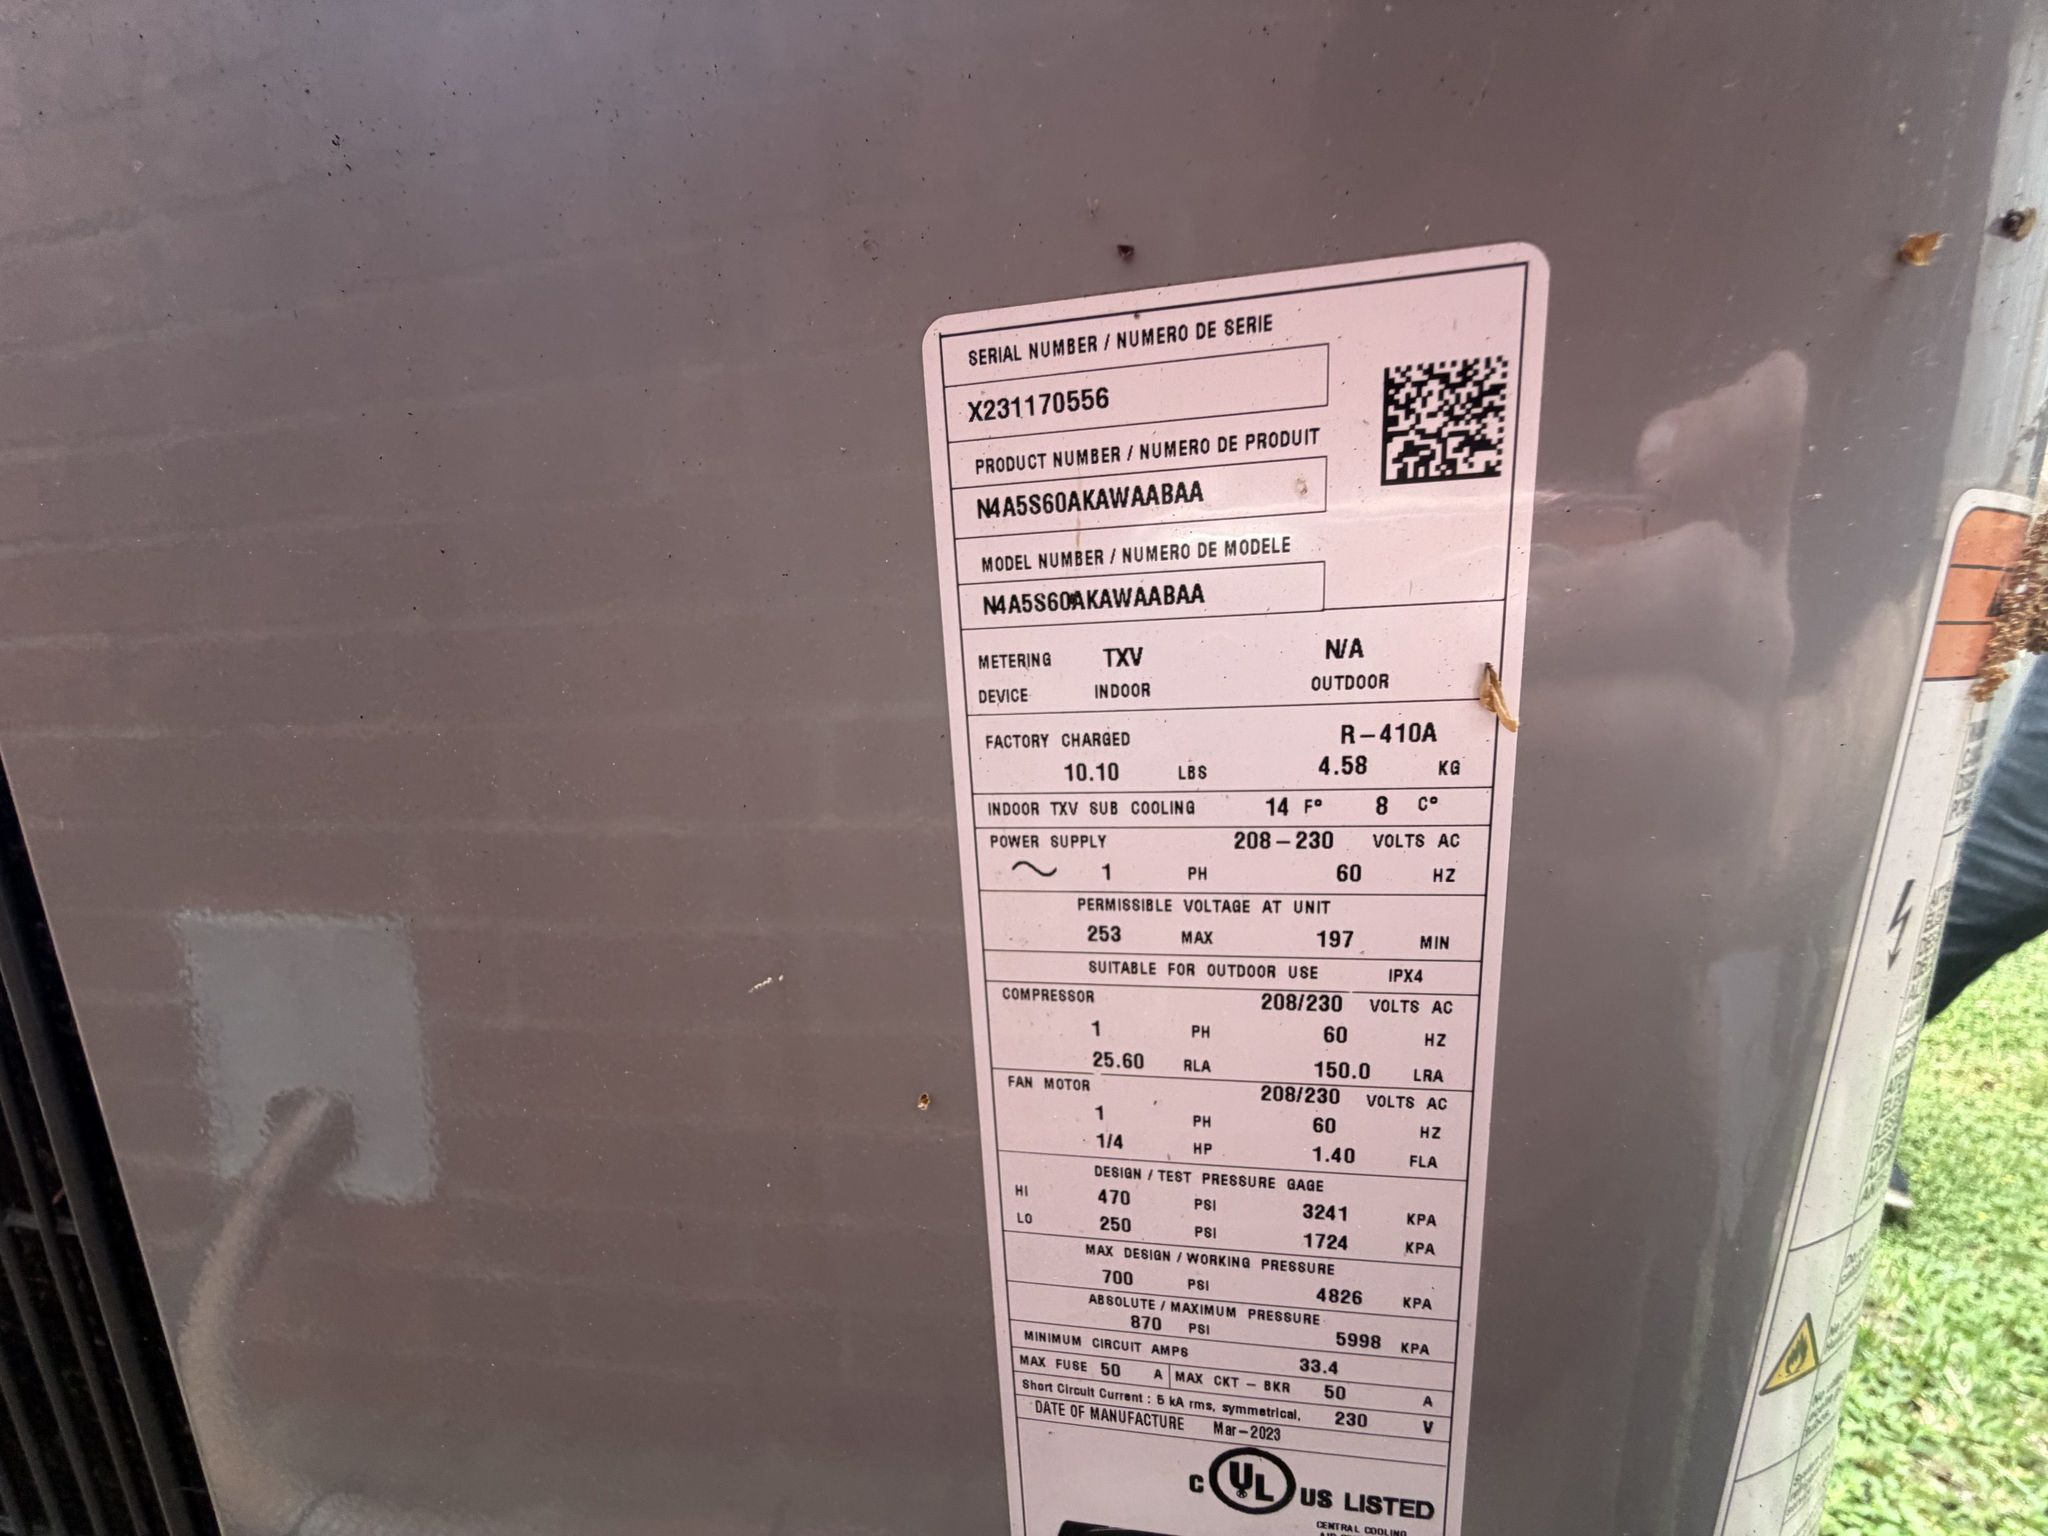 SERIAL NUMBER / NUMERO DE SERIE
X231170556
PRODUCT NUMBER / NUMERO DE PRODUIT
N4A5S60AKAWAABAA
MODEL NUMBER / NUMERO DE MODELE
N4A5S60AKAWAABAA
METERING TXV N/A
DEVICE INDOOR OUTDOOR
FACTORY CHARGED R-410A
10.10 LBS 4.58 KG
INDOOR TXV SUB COOLING 14 F° 8 C°
POWER SUPPLY 208-230 VOLTS AC
~ 1 PH 60 HZ
PERMISSIBLE VOLTAGE AT UNIT
253 MAX 197 MIN
SUITABLE FOR OUTDOOR USE IPX4
COMPRESSOR 208/230 VOLTS AC
1 PH 60 HZ
25.60 RLA 150.0 LRA
FAN MOTOR 208/230 VOLTS AC
1 PH 60 HZ
1/4 HP 1.40 FLA
DESIGN / TEST PRESSURE GAGE
HI 470 PSI 3241 KPA
LO 250 PSI 1724 KPA
MAX DESIGN / WORKING PRESSURE
700 PSI 4826 KPA
ABSOLUTE / MAXIMUM PRESSURE
870 PSI 5998 KPA
MINIMUM CIRCUIT AMPS 33.4
MAX FUSE 50 A MAX CKT - BKR 50 A
Short Circuit Current : 5 kA rms, symmetrical, 230 V
DATE OF MANUFACTURE Mar-2023
C UL US LISTED
CENTRAL COOLING